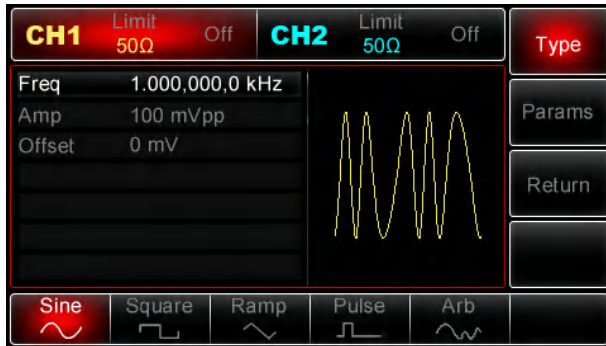 CH1 Limit 50Ω Off CH2 Limit 50Ω Off
Type
Freq 1.000,000,0 kHz
Amp 100 mVpp
Offset 0 mV
Params
Return
Sine Square Ramp Pulse Arb